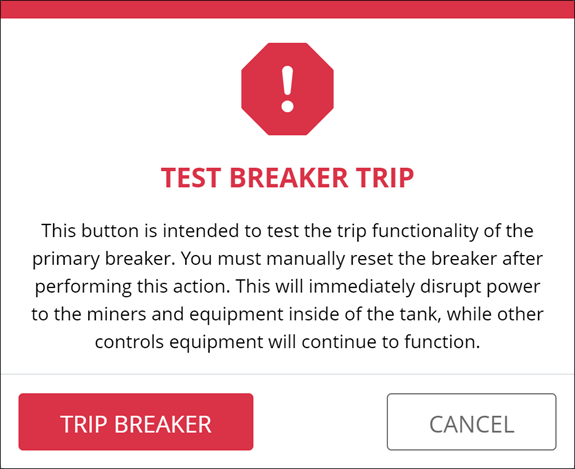 TEST BREAKER TRIP
This button is intended to test the trip functionality of the
primary breaker. You must manually reset the breaker after
performing this action. This will immediately disrupt power
to the miners and equipment inside of the tank, while other
controls equipment will continue to function.
TRIP BREAKER
CANCEL